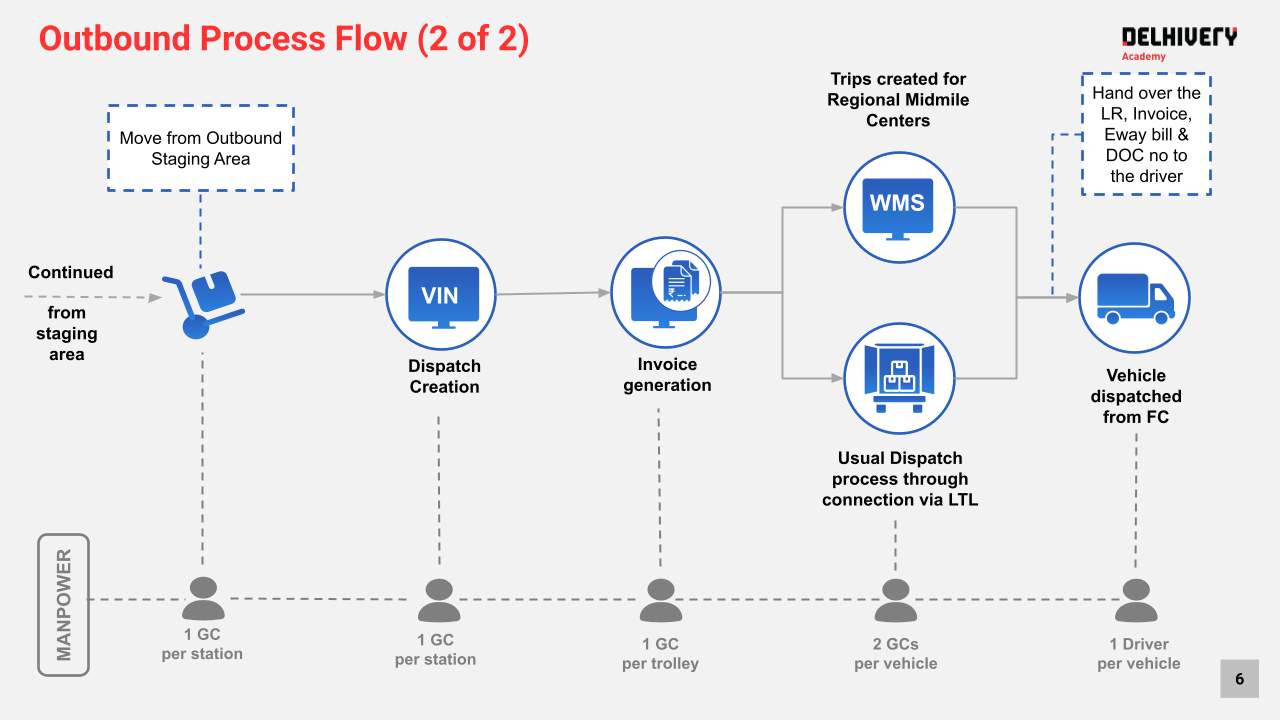 Outbound Process Flow (2 of 2)
DELHIVERY
Academy
Move from Outbound
Staging Area
Trips created for
Regional Midmile
Centers
Hand over the
LR, Invoice,
Eway bill &
DOC no to
the driver
WMS
Continued
from
staging
area
VIN
₹
Dispatch
Creation
Invoice
generation
Vehicle
dispatched
from FC
Usual Dispatch
process through
connection via LTL
MANPOWER
1 GC
per station
1 GC
per station
1 GC
per trolley
2 GCs
per vehicle
1 Driver
per vehicle
6